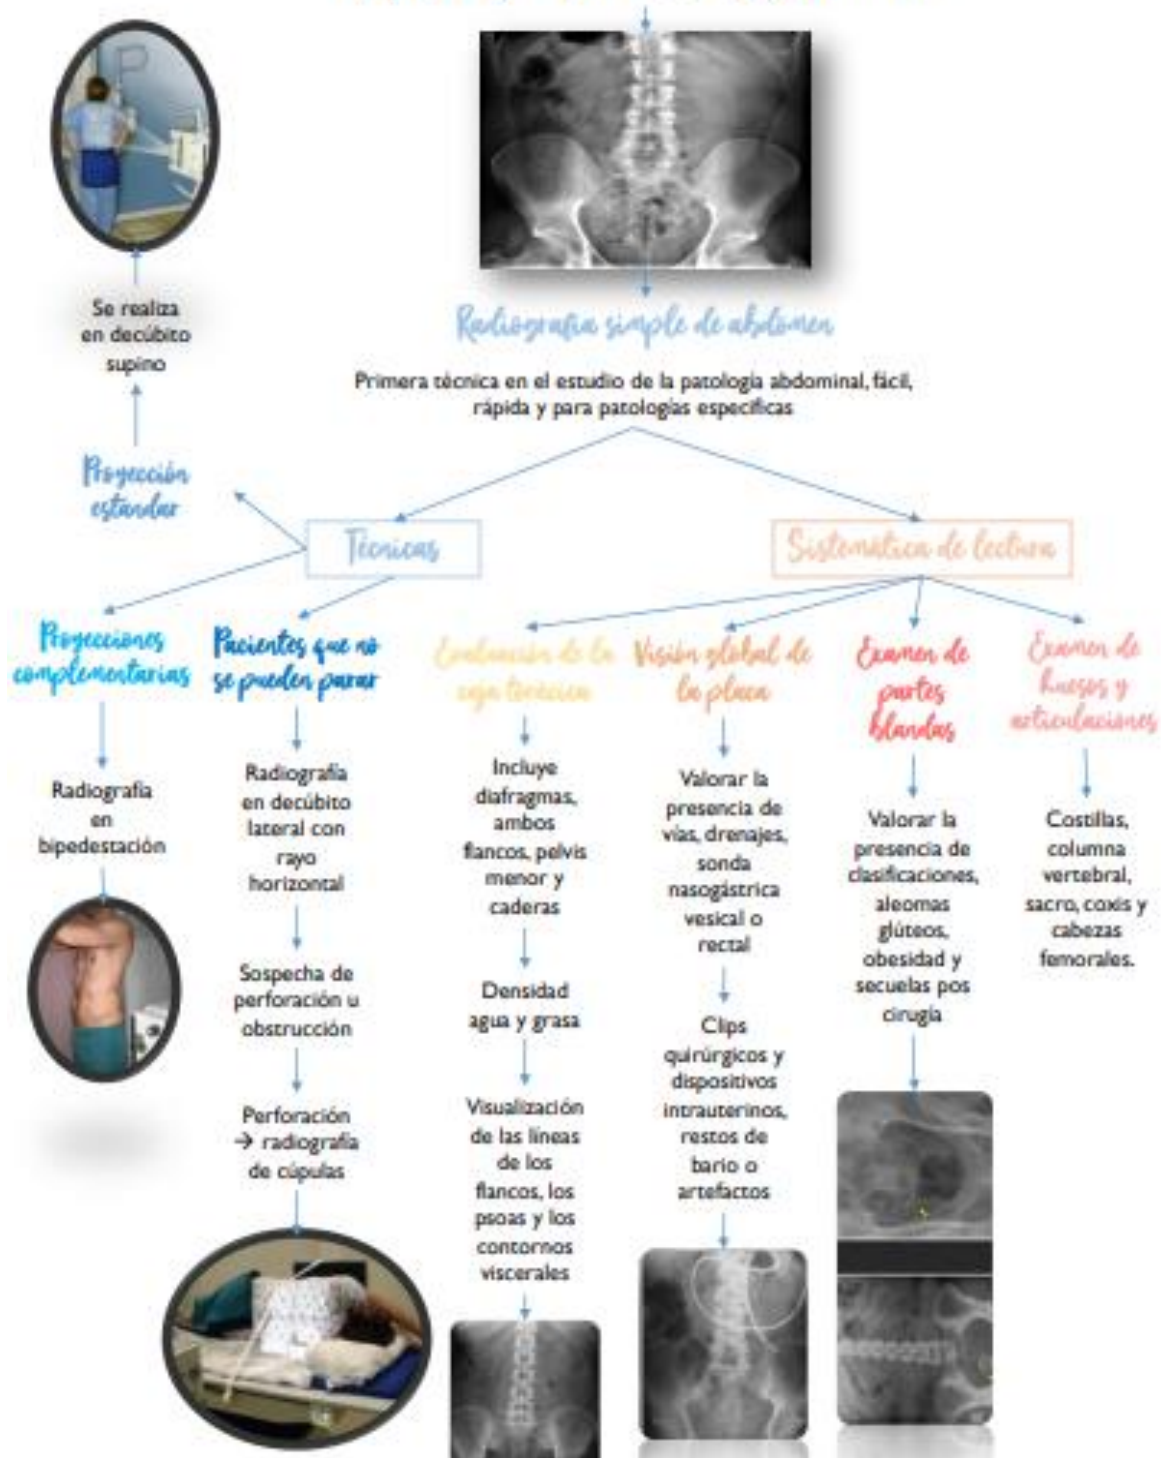 Se realiza
en decúbito
supino
Radiografía simple de abdomen
Primera técnica en el estudio de la patología abdominal, fácil,
rápida y para patologías especificas
Proyección
estándar
Técnicas
Sistemática de lectura
Proyecciones
complementarias
Radiografía
en
bipedestación
Pacientes que no
se pueden parar
Radiografía
en decúbito
lateral con
rayo
horizontal
Sospecha de
perforación u
obstrucción
Perforación
→ radiografía
de cúpulas
Evaluación de la
caja torácica
Incluye
diafragmas,
ambos
flancos, pelvis
menor y
caderas
Densidad
agua y grasa
Visualización
de las líneas
de los
flancos, los
psoas y los
contornos
viscerales
Visión global de
la placa
Valorar la
presencia de
vías, drenajes,
sonda
nasogástrica
vesical o
rectal
Clips
quirúrgicos y
dispositivos
intrauterinos,
restos de
bario o
artefactos
Examen de
partes
blandas
Valorar la
presencia de
clasificaciones,
aleomas
glúteos,
obesidad y
secuelas pos
cirugía
Examen de
huesos y
articulaciones
Costillas,
columna
vertebral,
sacro, coxis y
cabezas
femorales.